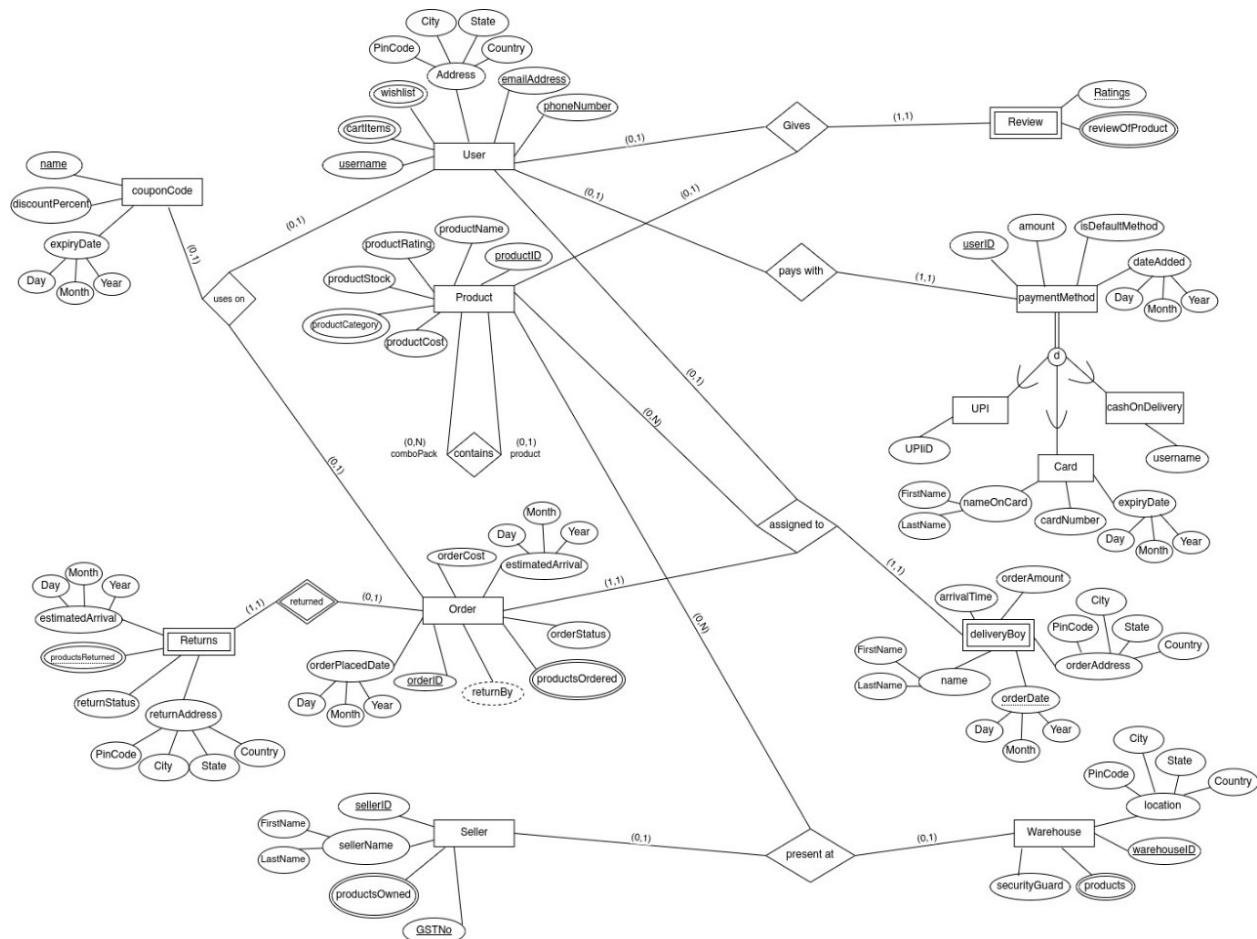 City
State
PinCode
Country
Address
emailAddress
wishlist
phoneNumber
cartItems
username
User
(0,1)
Gives
(1,1)
Review
Ratings
reviewOfProduct
name
couponCode
discountPercent
expiryDate
Day
Month
Year
(0,1)
(0,1)
uses on
(0,1)
(0,1)
productName
productRating
productID
productStock
Product
productCategory
productCost
(0,1)
pays with
(1,1)
amount
isDefaultMethod
userID
dateAdded
paymentMethod
Day
Month
Year
d
UPI
cashOnDelivery
UPIiD
username
Card
FirstName
nameOnCard
LastName
cardNumber
expiryDate
Day
Month
Year
(0,N)
comboPack
contains
(0,1)
product
(0,1)
(0,N)
assigned to
(1,1)
(1,1)
(0,1)
Month
Day
Year
orderCost
estimatedArrival
Order
orderStatus
orderPlacedDate
productsOrdered
orderID
returnBy
Day
Month
Year
Month
Day
Year
estimatedArrival
(1,1)
returned
(0,1)
Returns
productsReturned
returnStatus
returnAddress
PinCode
City
State
Country
orderAmount
arrivalTime
City
PinCode
State
Country
deliveryBoy
orderAddress
FirstName
LastName
name
orderDate
Day
Month
Year
(0,N)
sellerID
FirstName
sellerName
LastName
Seller
productsOwned
GSTNo
(0,1)
present at
(0,1)
City
State
PinCode
Country
location
Warehouse
warehouseID
securityGuard
products